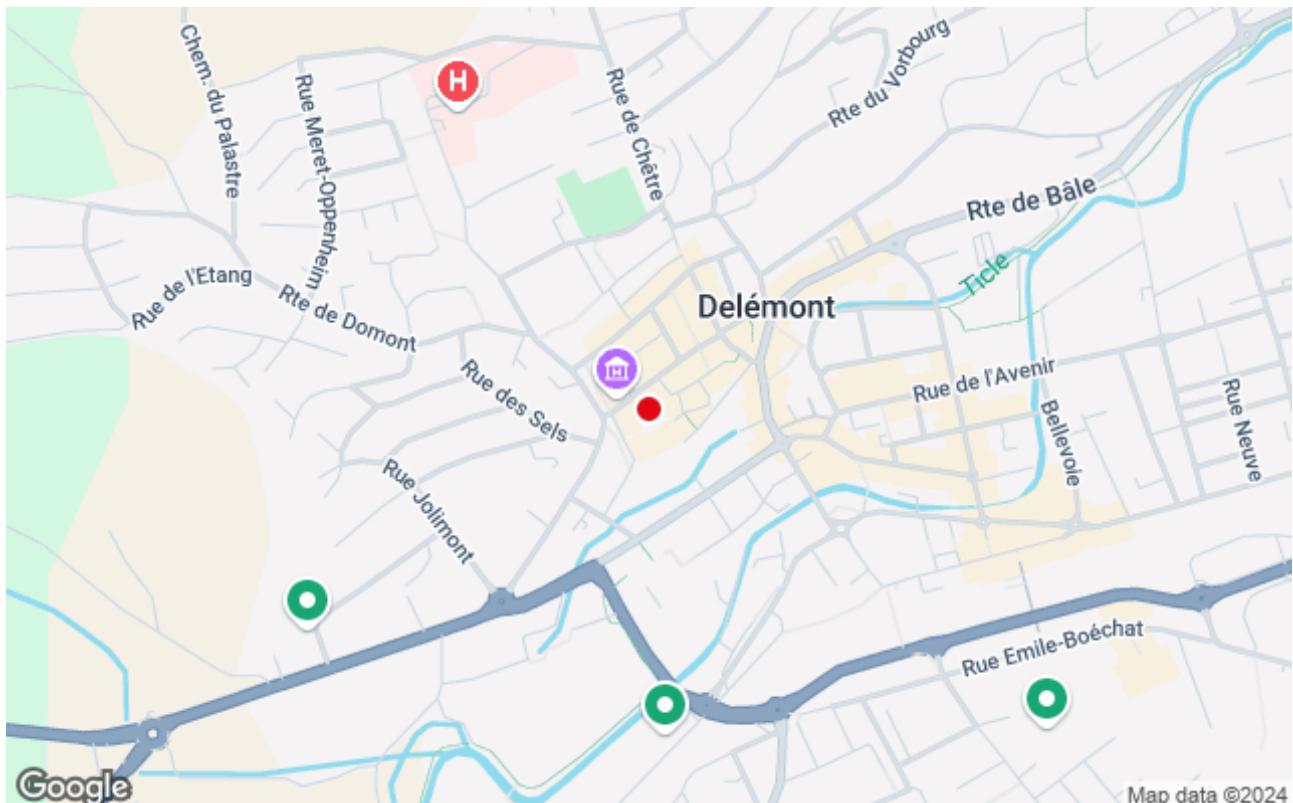 Chem. du Palastre
Rue Meret-Oppenheim
H
Rue de Chêtre
Rte du Vorbourg
Rte de Bâle
Ticle
Rue de l'Etang
Rte de Domont
Delémont
Rue des Sels
Rue de l'Avenir
Bellevoie
Rue Neuve
Rue Jolimont
Rue Emile-Boéchat
Google
Map data ©2024